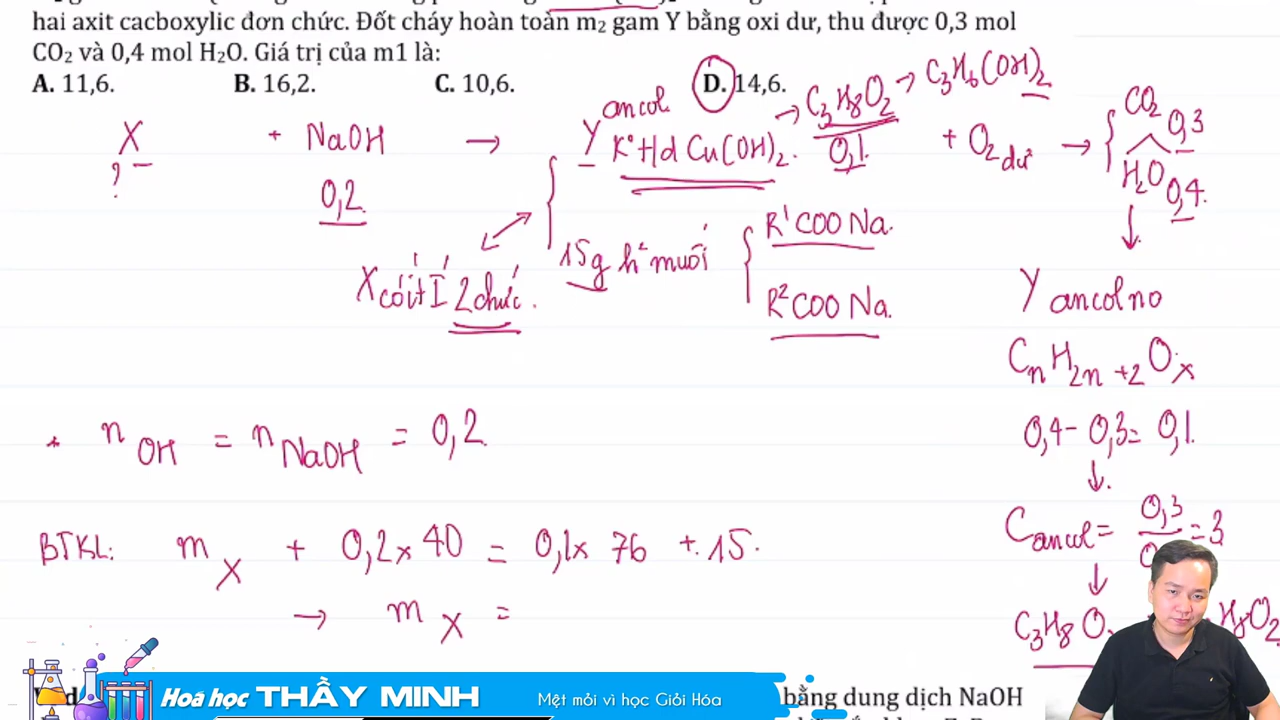 hai axit cacboxylic đơn chức. Đốt cháy hoàn toàn m₂ gam Y bằng oxi dư, thu được 0,3 mol
CO₂ và 0,4 mol H₂O. Giá trị của m1 là:
A. 11,6. B. 16,2. C. 10,6. D. 14,6.
X + NaOH → Y ancol K° Hđ Cu(OH)₂. → C₃H₈O₂ → C₃H₆(OH)₂
? 0,2 0,1 + O₂ dư → CO₂ 0,3
H₂O 0,4
15g h² muối R¹COONa.
R²COONa.
X có ít I 2 chức.
Y ancol no
CₙH₂ₙ₊₂Oₓ
0,4 - 0,3 = 0,1
↓
C ancol = 0,3 = 3
↓
C₃H₈O H₈O₂
n OH = n NaOH = 0,2
BTKL: m X + 0,2 x 40 = 0,1 x 76 + 15.
→ m X =
Hoá học THẦY MINH Mệt mỏi vì học Giỏi Hóa
bằng dung dịch NaOH